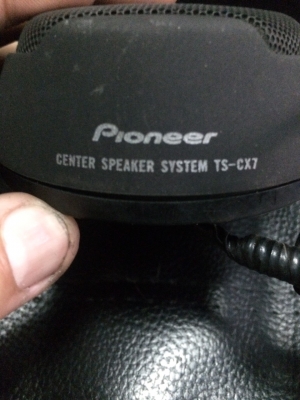 Pioneer
CENTER SPEAKER SYSTEM TS-CX7